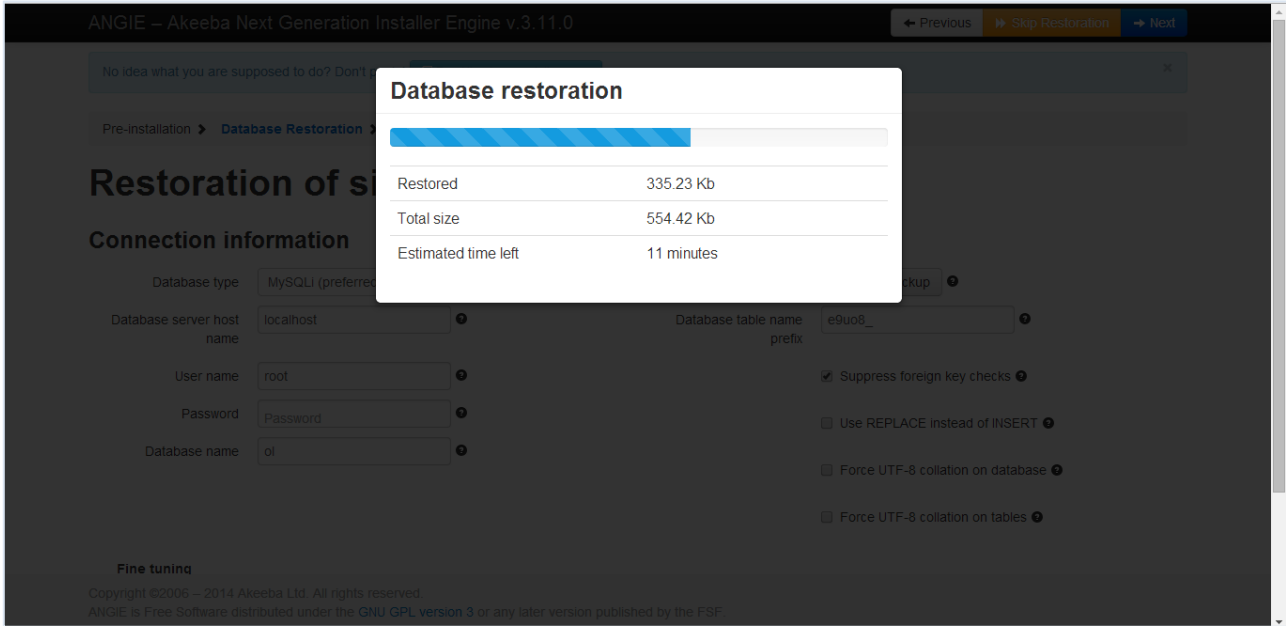 ANGIE – Akeeba Next Generation Installer Engine v.3.11.0
Previous
Skip Restoration
Next
No idea what you are supposed to do? Don't p
Database restoration
Pre-installation
Database Restoration
Restored 335.23 Kb
Total size 554.42 Kb
Estimated time left 11 minutes
Restoration of si
Connection information
Database type MySQLi (preferred
ckup
Database server host name localhost
Database table name prefix e9uo8_
User name root
Suppress foreign key checks
Password Password
Use REPLACE instead of INSERT
Database name ol
Force UTF-8 collation on database
Force UTF-8 collation on tables
Fine tuning
Copyright ©2006 – 2014 Akeeba Ltd. All rights reserved.
ANGIE is Free Software distributed under the GNU GPL version 3 or any later version published by the FSF.